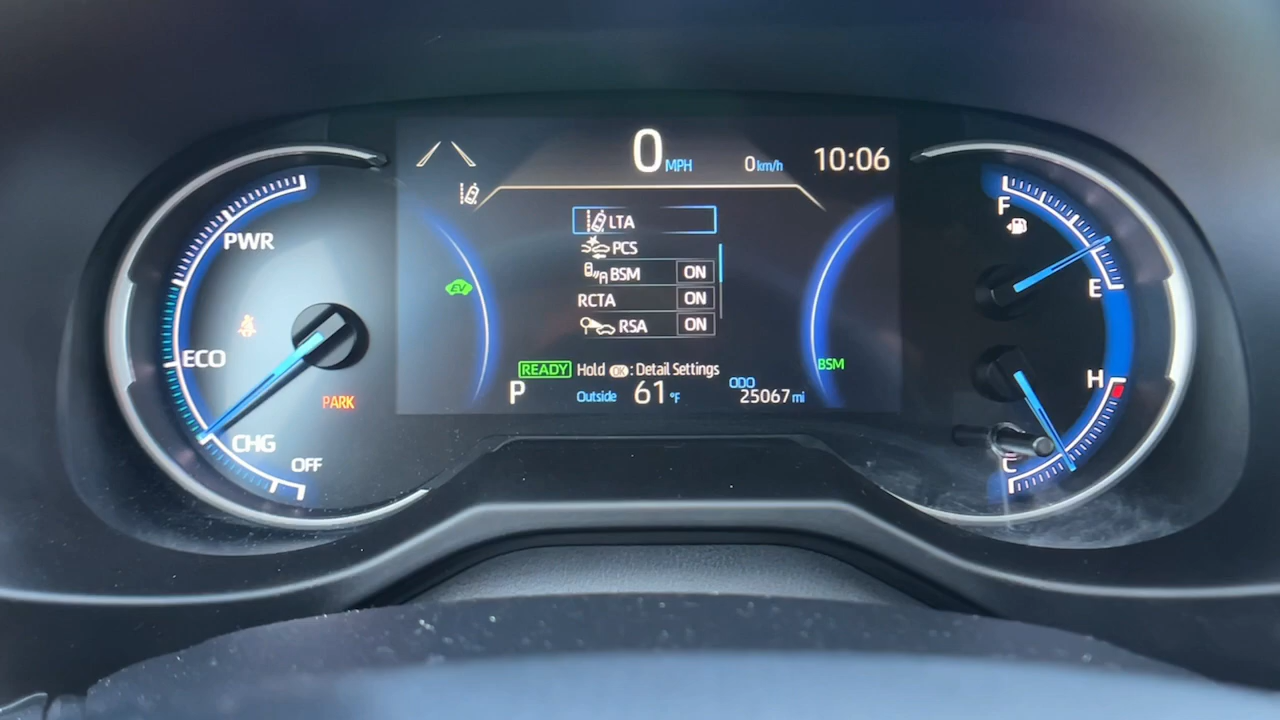 0 MPH 0 km/h 10:06
PWR
ECO
CHG
OFF
PARK
EV
LTA
PCS
BSM ON
RCTA ON
RSA ON
READY Hold OK : Detail Settings
P Outside 61 °F ODO 25067 mi
BSM
F
E
H
C